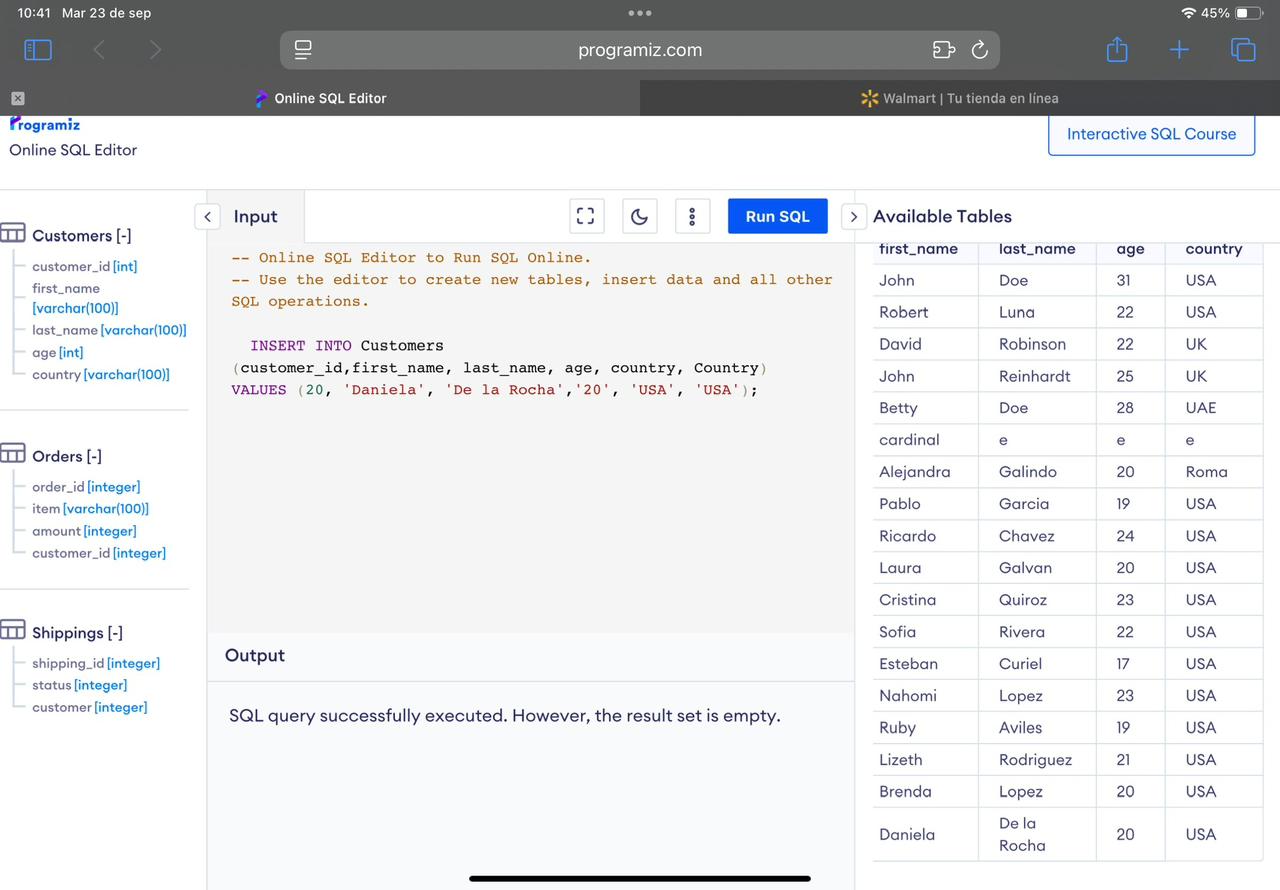 10:41 Mar 23 de sep
45%
programiz.com
Online SQL Editor
Walmart | Tu tienda en línea
Programiz
Online SQL Editor
Interactive SQL Course
Customers [-]
customer_id [int]
first_name
[varchar(100)]
last_name [varchar(100)]
age [int]
country [varchar(100)]
Orders [-]
order_id [integer]
item [varchar(100)]
amount [integer]
customer_id [integer]
Shippings [-]
shipping_id [integer]
status [integer]
customer [integer]
Input
Run SQL
-- Online SQL Editor to Run SQL Online.
-- Use the editor to create new tables, insert data and all other
SQL operations.
INSERT INTO Customers
(customer_id,first_name, last_name, age, country, Country)
VALUES (20, 'Daniela', 'De la Rocha','20', 'USA', 'USA');
Output
SQL query successfully executed. However, the result set is empty.
Available Tables
first_name last_name age country
John Doe 31 USA
Robert Luna 22 USA
David Robinson 22 UK
John Reinhardt 25 UK
Betty Doe 28 UAE
cardinal e e e
Alejandra Galindo 20 Roma
Pablo Garcia 19 USA
Ricardo Chavez 24 USA
Laura Galvan 20 USA
Cristina Quiroz 23 USA
Sofia Rivera 22 USA
Esteban Curiel 17 USA
Nahomi Lopez 23 USA
Ruby Aviles 19 USA
Lizeth Rodriguez 21 USA
Brenda Lopez 20 USA
Daniela De la Rocha 20 USA